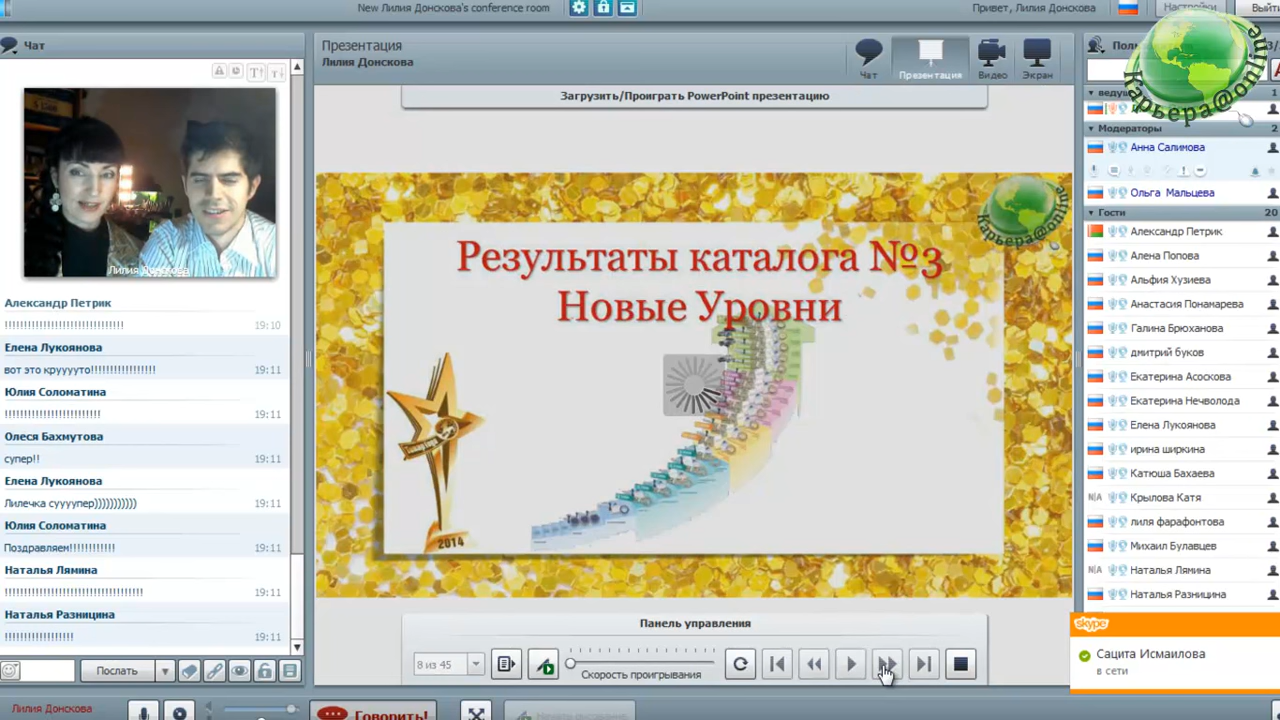 New Лилия Донскова's conference room
Привет, Лилия Донскова
Настройки
Выйти
Чат
Лилия Донскова
Александр Петрик
!!!!!!!!!!!!!!!!!!!!!!!!!!!!!!! 19:10
Елена Лукоянова
вот это круууто!!!!!!!!!!!!!!!!! 19:11
Юлия Соломатина
!!!!!!!!!!!!!!!!!!!!!!!!! 19:11
Олеся Бахмутова
супер!! 19:11
Елена Лукоянова
Лилечка суууупер))))))))))) 19:11
Юлия Соломатина
Поздравляем!!!!!!!!!!!! 19:11
Наталья Лямина
!!!!!!!!!!!!!!!!!!!!!!!!!!!!!!!!!!!! 19:11
Наталья Разницина
!!!!!!!!!!!!!!!!!! 19:11
Послать
Лилия Донскова
Презентация
Лилия Донскова
Чат
Презентация
Видео
Экран
Загрузить/Проиграть PowerPoint презентацию
Карьера@online
Результаты каталога №3
Новые Уровни
2014
Панель управления
8 из 45
Скорость проигрывания
Говорить!
Карьера@online
ведущ 1
Модераторы 2
Анна Салимова
Ольга Мальцева
Гости 20
Александр Петрик
Алена Попова
Альфия Хузиева
Анастасия Понамарева
Галина Брюханова
дмитрий буков
Екатерина Асоскова
Екатерина Нечволода
Елена Лукоянова
ирина ширкина
Катюша Бахаева
N/A Крылова Катя
лиля фарафонтова
Михаил Булавцев
N/A Наталья Лямина
Наталья Разницина
skype
Сацита Исмаилова
в сети